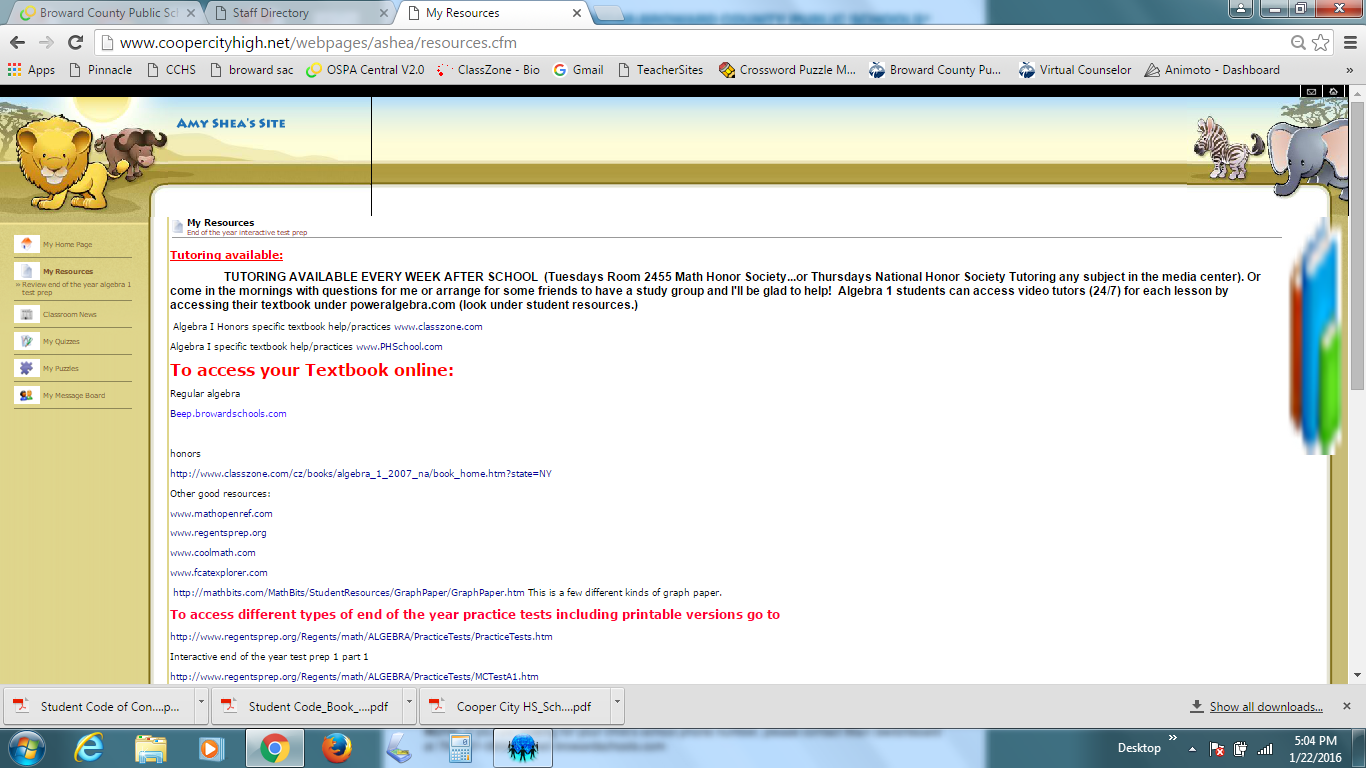 Broward County Public Sch
Staff Directory
My Resources
www.coopercityhigh.net/webpages/ashea/resources.cfm
Apps
Pinnacle
CCHS
broward sac
OSPA Central V2.0
ClassZone - Bio
Gmail
TeacherSites
Crossword Puzzle M...
Broward County Pu...
Virtual Counselor
Animoto - Dashboard
»
Amy Shea's Site
My Home Page
My Resources
» Review end of the year algebra 1
test prep
Classroom News
My Quizzes
My Puzzles
My Message Board
My Resources
End of the year interactive test prep
Tutoring available:
TUTORING AVAILABLE EVERY WEEK AFTER SCHOOL (Tuesdays Room 2455 Math Honor Society...or Thursdays National Honor Society Tutoring any subject in the media center). Or
come in the mornings with questions for me or arrange for some friends to have a study group and I'll be glad to help! Algebra 1 students can access video tutors (24/7) for each lesson by
accessing their textbook under poweralgebra.com (look under student resources.)
Algebra I Honors specific textbook help/practices www.classzone.com
Algebra I specific textbook help/practices www.PHSchool.com
To access your Textbook online:
Regular algebra
Beep.browardschools.com
honors
http://www.classzone.com/cz/books/algebra_1_2007_na/book_home.htm?state=NY
Other good resources:
www.mathopenref.com
www.regentsprep.org
www.coolmath.com
www.fcatexplorer.com
http://mathbits.com/MathBits/StudentResources/GraphPaper/GraphPaper.htm This is a few different kinds of graph paper.
To access different types of end of the year practice tests including printable versions go to
http://www.regentsprep.org/Regents/math/ALGEBRA/PracticeTests/PracticeTests.htm
Interactive end of the year test prep 1 part 1
http://www.regentsprep.org/Regents/math/ALGEBRA/PracticeTests/MCTestA1.htm
Student Code of Con....p...
Student Code_Book_....pdf
Cooper City HS_Sch....pdf
Show all downloads...
Desktop
»
5:04 PM
1/22/2016